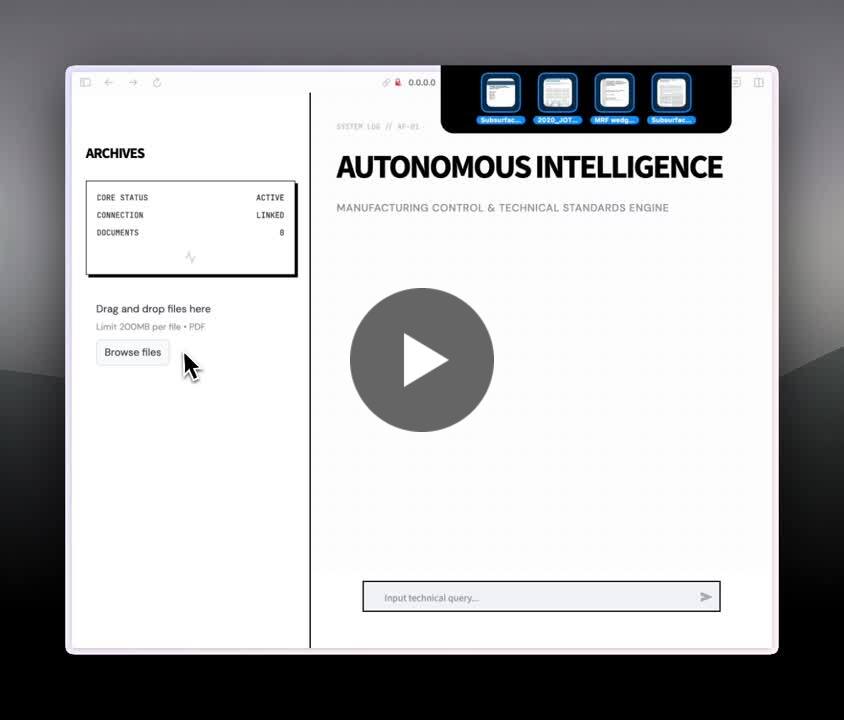 0.0.0.0
Subsurfac... 2020_JOT... MRF wedg... Subsurfac...
ARCHIVES
CORE STATUS ACTIVE
CONNECTION LINKED
DOCUMENTS 0
Drag and drop files here
Limit 200MB per file • PDF
Browse files
SYSTEM LOG // AF-01
AUTONOMOUS INTELLIGENCE
MANUFACTURING CONTROL & TECHNICAL STANDARDS ENGINE
Input technical query...